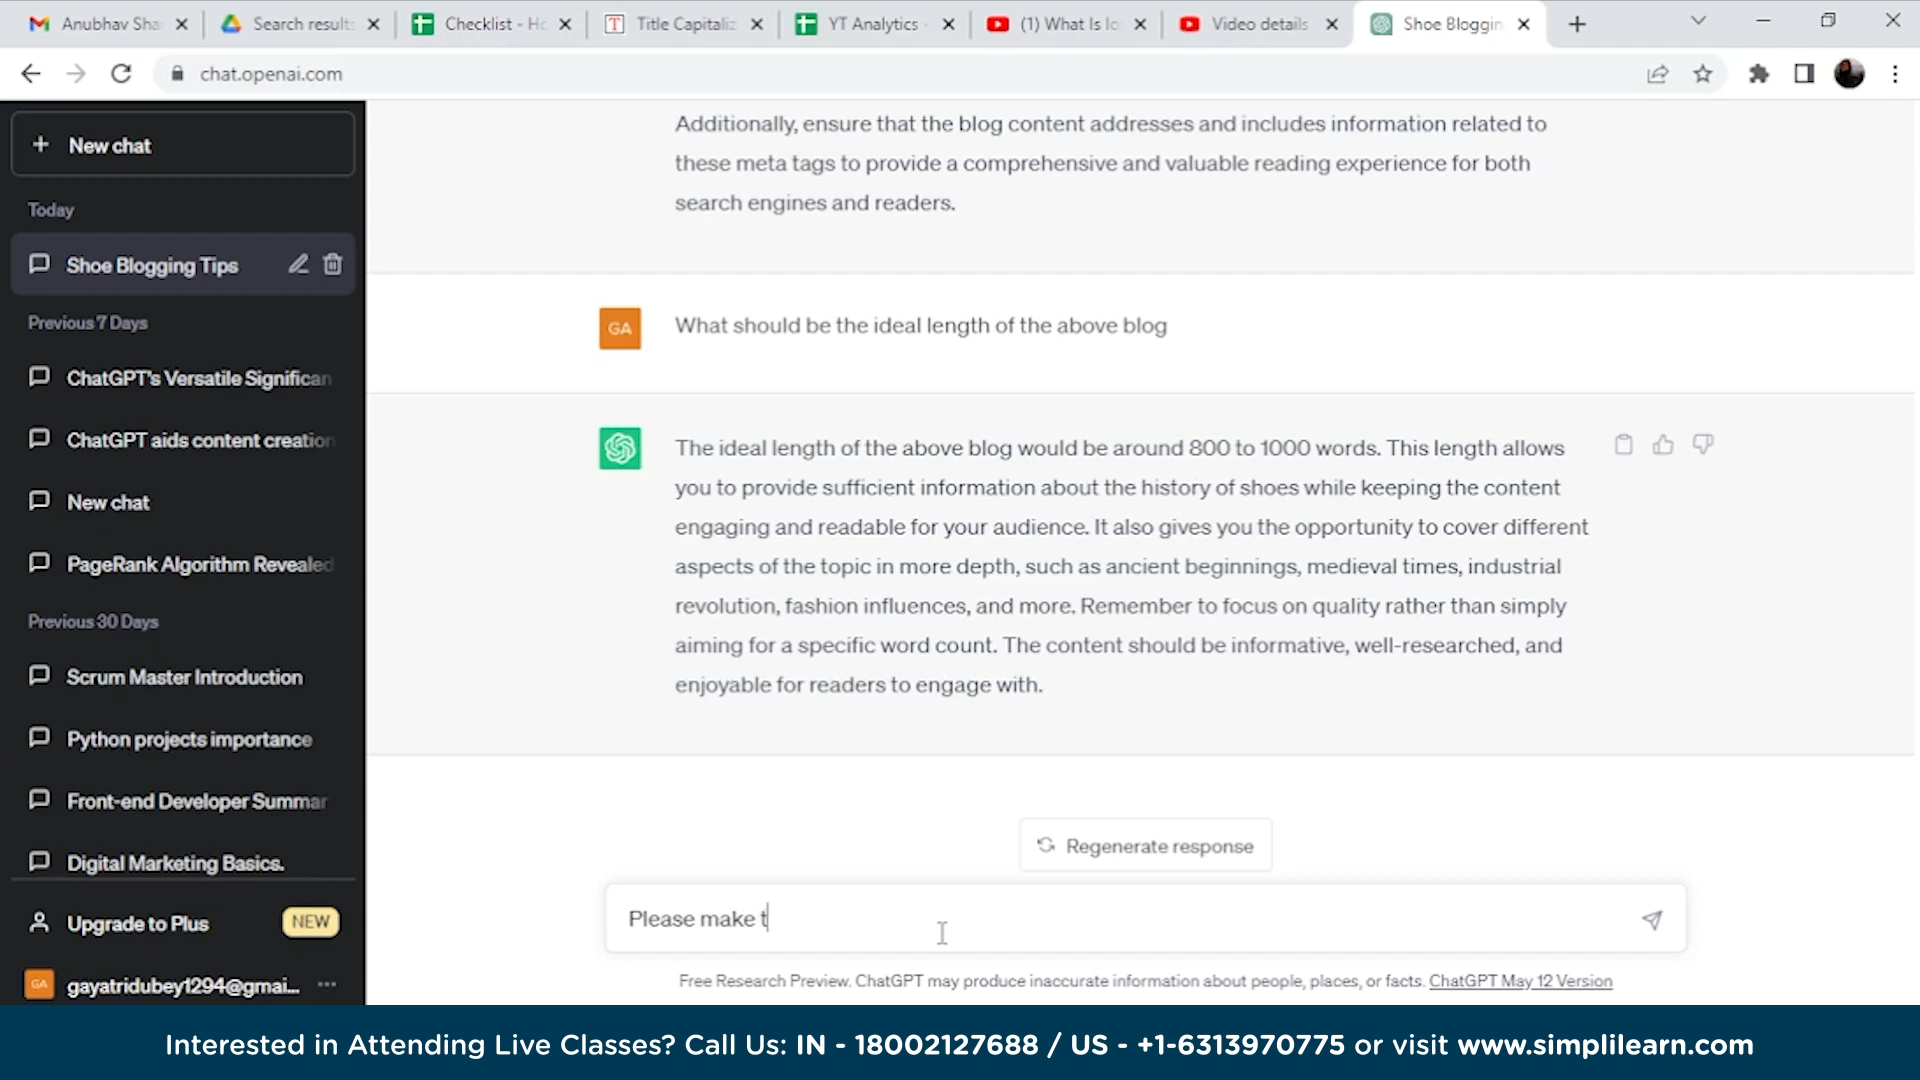 Anubhav Sha
Search results
Checklist - Ho
Title Capitaliz
YT Analytics -
(1) What Is Io
Video details
Shoe Bloggin
chat.openai.com
New chat
Today
Shoe Blogging Tips
Previous 7 Days
ChatGPT's Versatile Significan
ChatGPT aids content creation
New chat
PageRank Algorithm Revealed
Previous 30 Days
Scrum Master Introduction
Python projects importance
Front-end Developer Summar
Digital Marketing Basics.
Upgrade to Plus
NEW
GA
gayatridubey1294@gmai...
Additionally, ensure that the blog content addresses and includes information related to
these meta tags to provide a comprehensive and valuable reading experience for both
search engines and readers.
GA
What should be the ideal length of the above blog
The ideal length of the above blog would be around 800 to 1000 words. This length allows
you to provide sufficient information about the history of shoes while keeping the content
engaging and readable for your audience. It also gives you the opportunity to cover different
aspects of the topic in more depth, such as ancient beginnings, medieval times, industrial
revolution, fashion influences, and more. Remember to focus on quality rather than simply
aiming for a specific word count. The content should be informative, well-researched, and
enjoyable for readers to engage with.
Regenerate response
Please make t
Free Research Preview. ChatGPT may produce inaccurate information about people, places, or facts. ChatGPT May 12 Version
Interested in Attending Live Classes? Call Us: IN - 18002127688 / US - +1-6313970775 or visit www.simplilearn.com